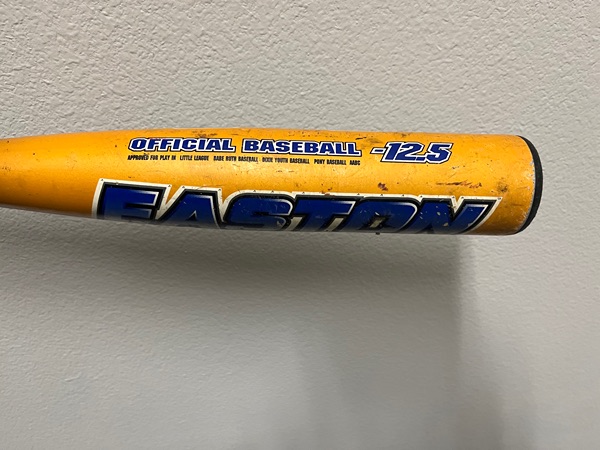 OFFICIAL BASEBALL -12.5
APPROVED FOR PLAY IN LITTLE LEAGUE BABE RUTH BASEBALL DIXIE YOUTH BASEBALL PONY BASEBALL AABC
EASTON